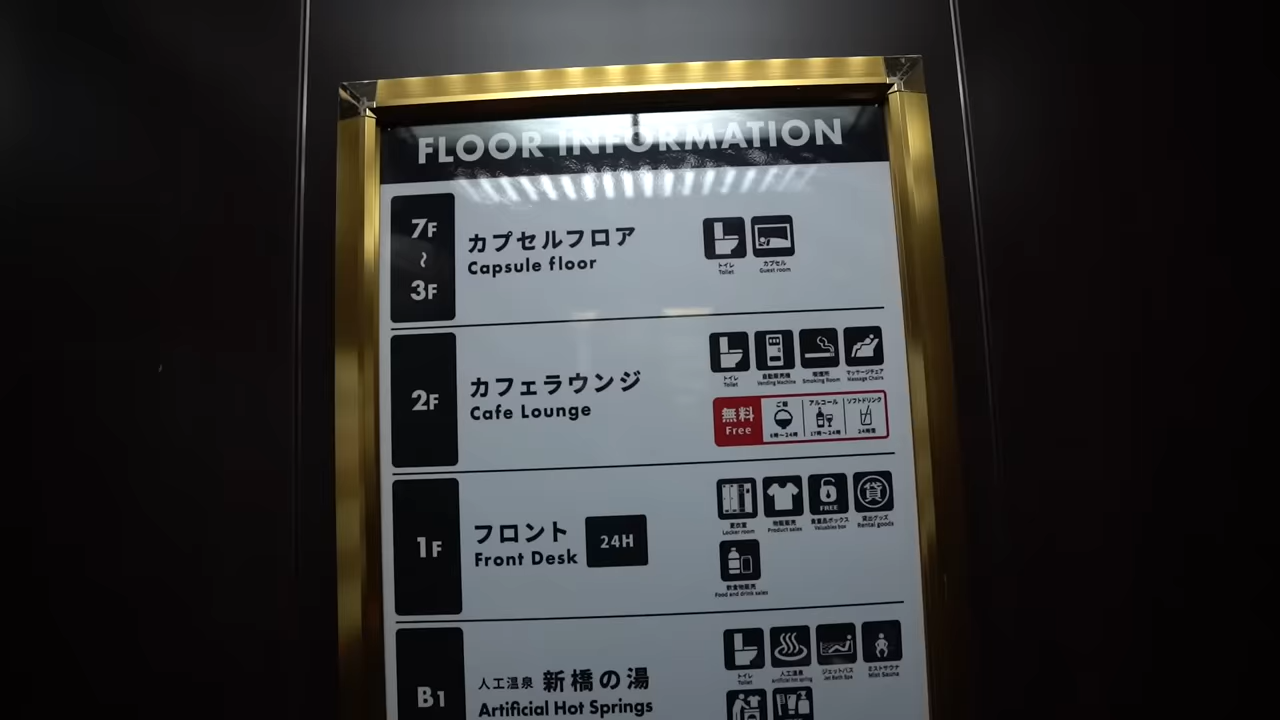 FLOOR INFORMATION
7F
~
3F
カプセルフロア
Capsule floor
トイレ
Toilet
カプセル
Guest room
2F
カフェラウンジ
Cafe Lounge
トイレ
Toilet
自動販売機
Vending Machine
喫煙所
Smoking Room
マッサージチェア
Massage Chairs
無料
Free
ご飯
アルコール
17時〜24時
ソフトドリンク
24時間
1F
フロント
Front Desk
24H
更衣室
Locker room
物販販売
Product sales
FREE
貴重品ボックス
Valuables box
貸
貸出グッズ
Rental goods
飲食物販売
Food and drink sales
B1
人工温泉 新橋の湯
Artificial Hot Springs
トイレ
Toilet
人工温泉
Artificial hot spring
ジェットバス
Jet Bath Spa
ミストサウナ
Mist Sauna